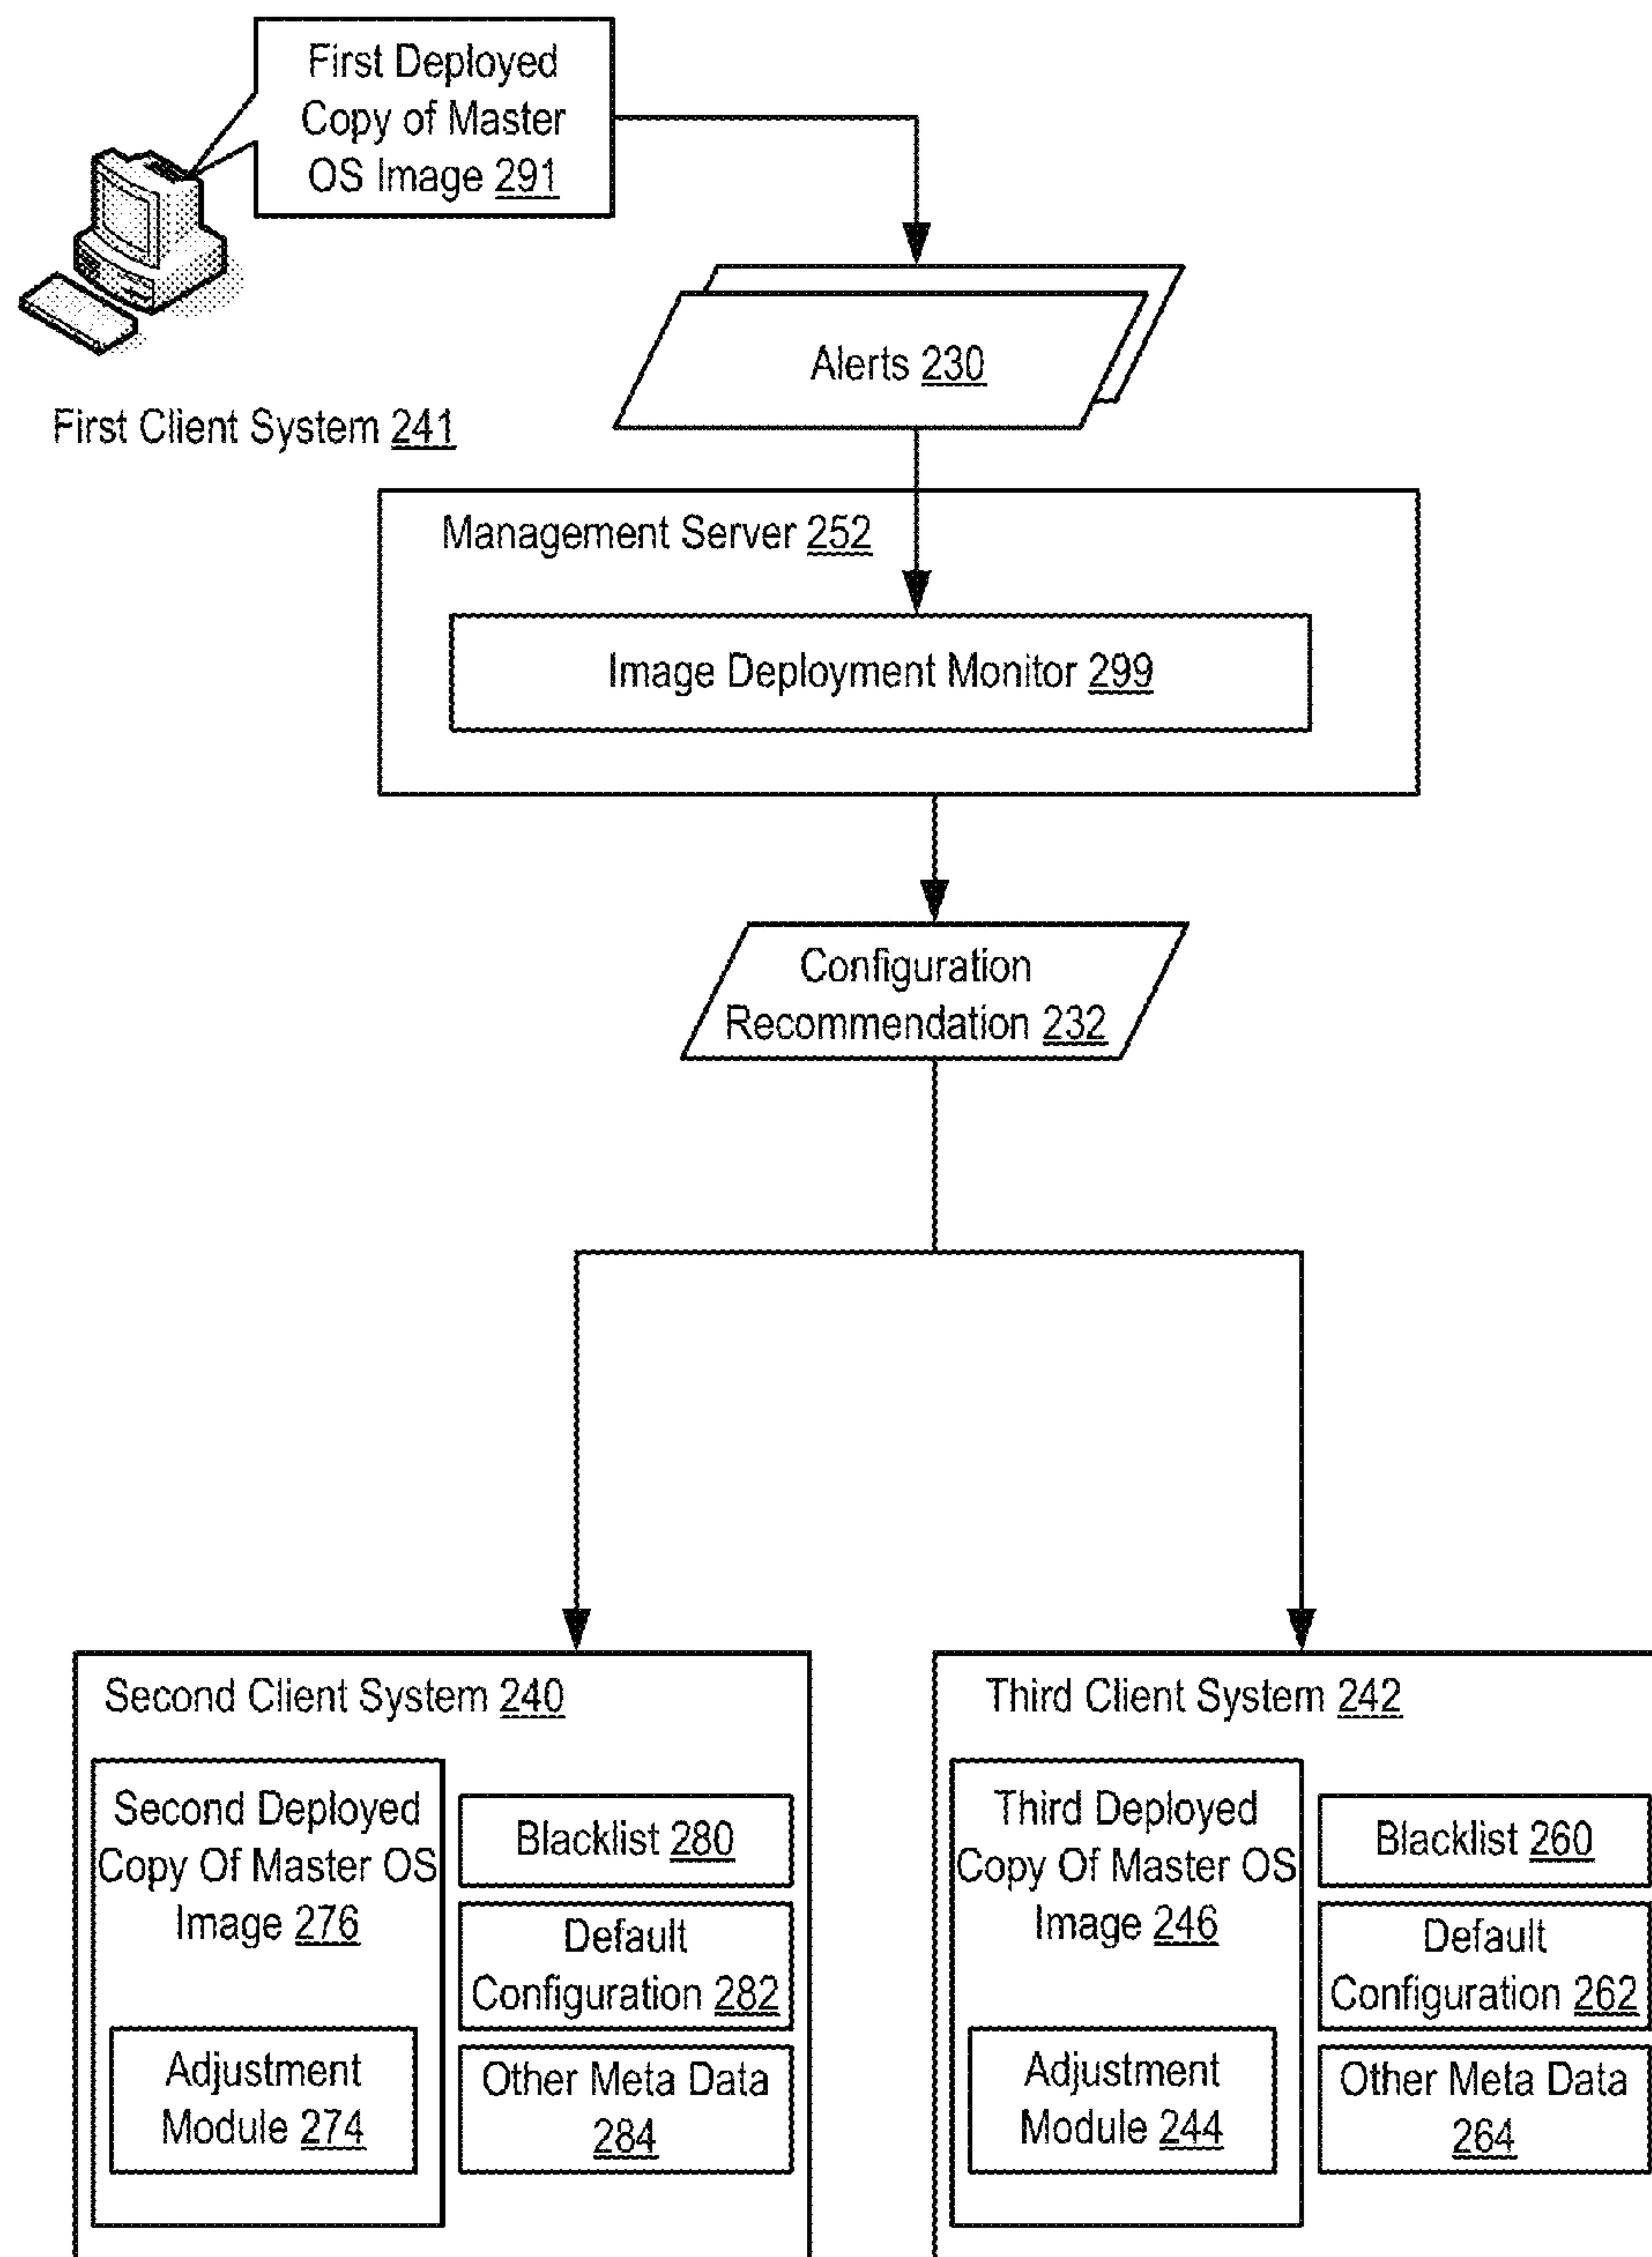 First Deployed
Copy of Master
OS Image 291
Alerts 230
First Client System 241
Management Server 252
Image Deployment Monitor 299
Configuration
Recommendation 232
Second Client System 240
Second Deployed
Copy Of Master OS
Image 276
Adjustment
Module 274
Blacklist 280
Default
Configuration 282
Other Meta Data
284
Third Client System 242
Third Deployed
Copy Of Master OS
Image 246
Adjustment
Module 244
Blacklist 260
Default
Configuration 262
Other Meta Data
264